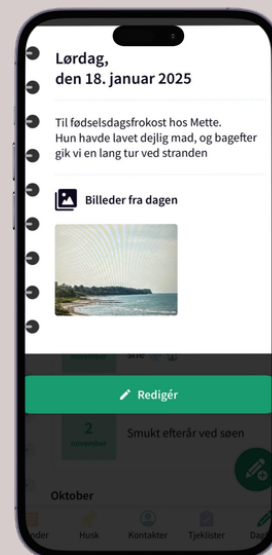 Lørdag,
den 18. januar 2025
Til fødselsdagsfrokost hos Mette.
Hun havde lavet dejlig mad, og bagefter
gik vi en lang tur ved stranden
Billeder fra dagen
Redigér
2
Smukt efterår ved søen
Oktober
Husk
Kontakter
Tjeklister